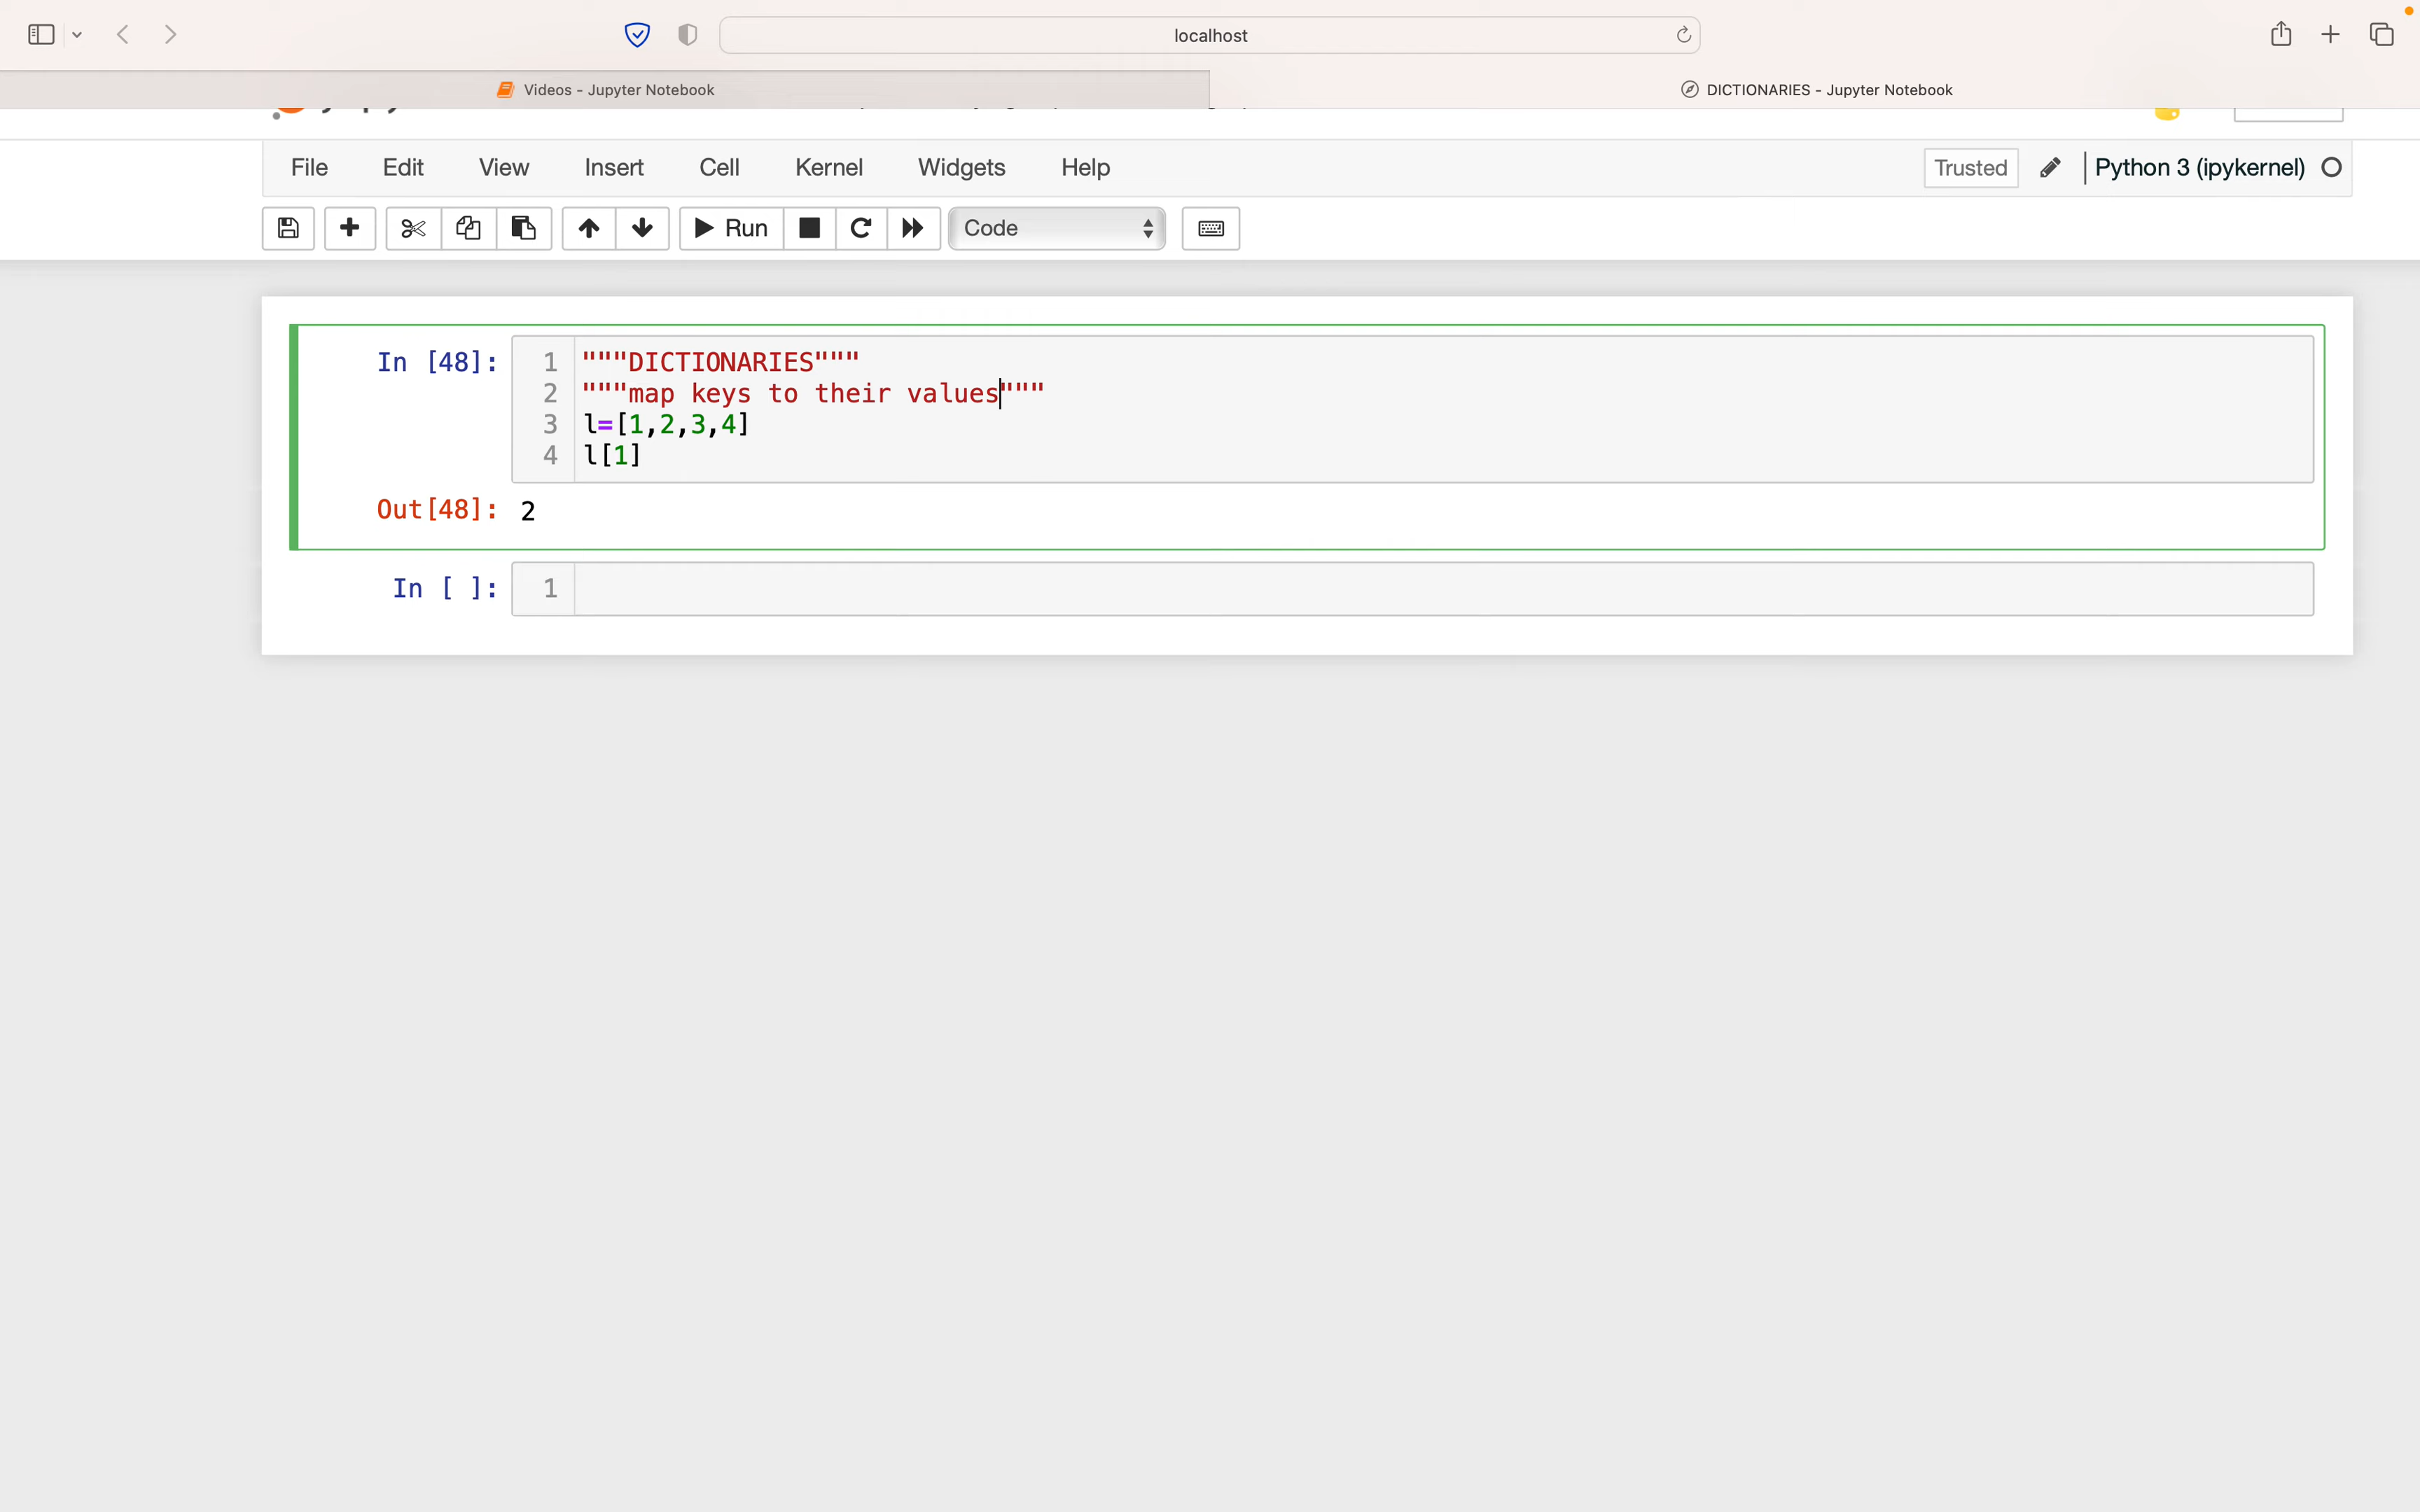 localhost
Videos - Jupyter Notebook
DICTIONARIES - Jupyter Notebook
File Edit View Insert Cell Kernel Widgets Help Trusted Python 3 (ipykernel)
Run Code
In [48]: 1 """DICTIONARIES"""
2 """map keys to their values"""
3 l=[1,2,3,4]
4 l[1]
Out[48]: 2
In [ ]: 1